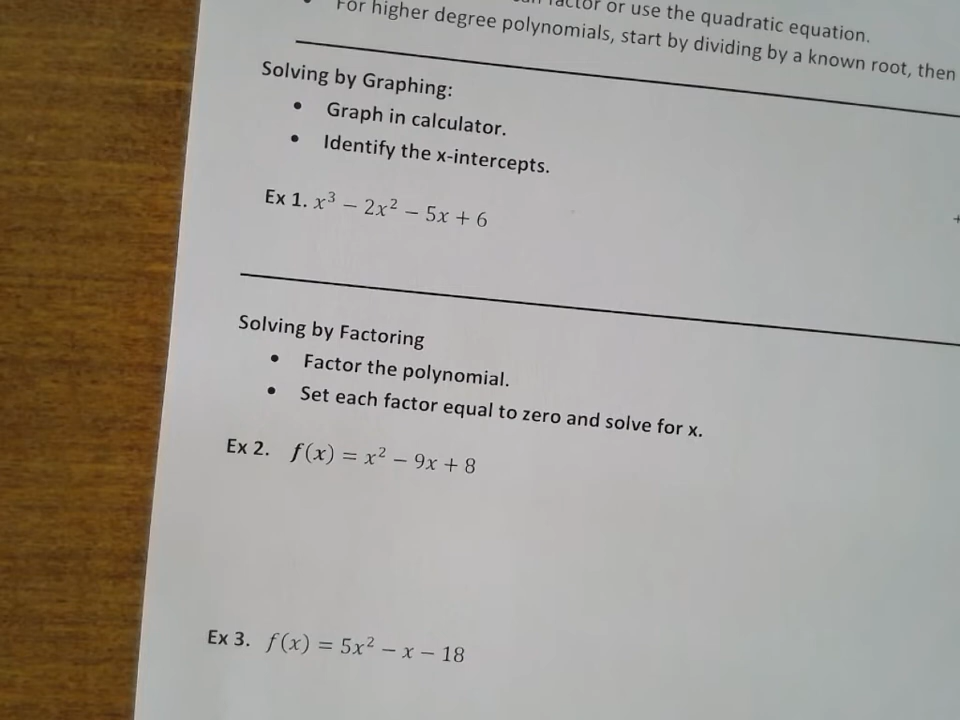 factor or use the quadratic equation.
• For higher degree polynomials, start by dividing by a known root, then
Solving by Graphing:
• Graph in calculator.
• Identify the x-intercepts.
Ex 1. x³ − 2x² − 5x + 6
Solving by Factoring
• Factor the polynomial.
• Set each factor equal to zero and solve for x.
Ex 2. f(x) = x² − 9x + 8
Ex 3. f(x) = 5x² − x − 18